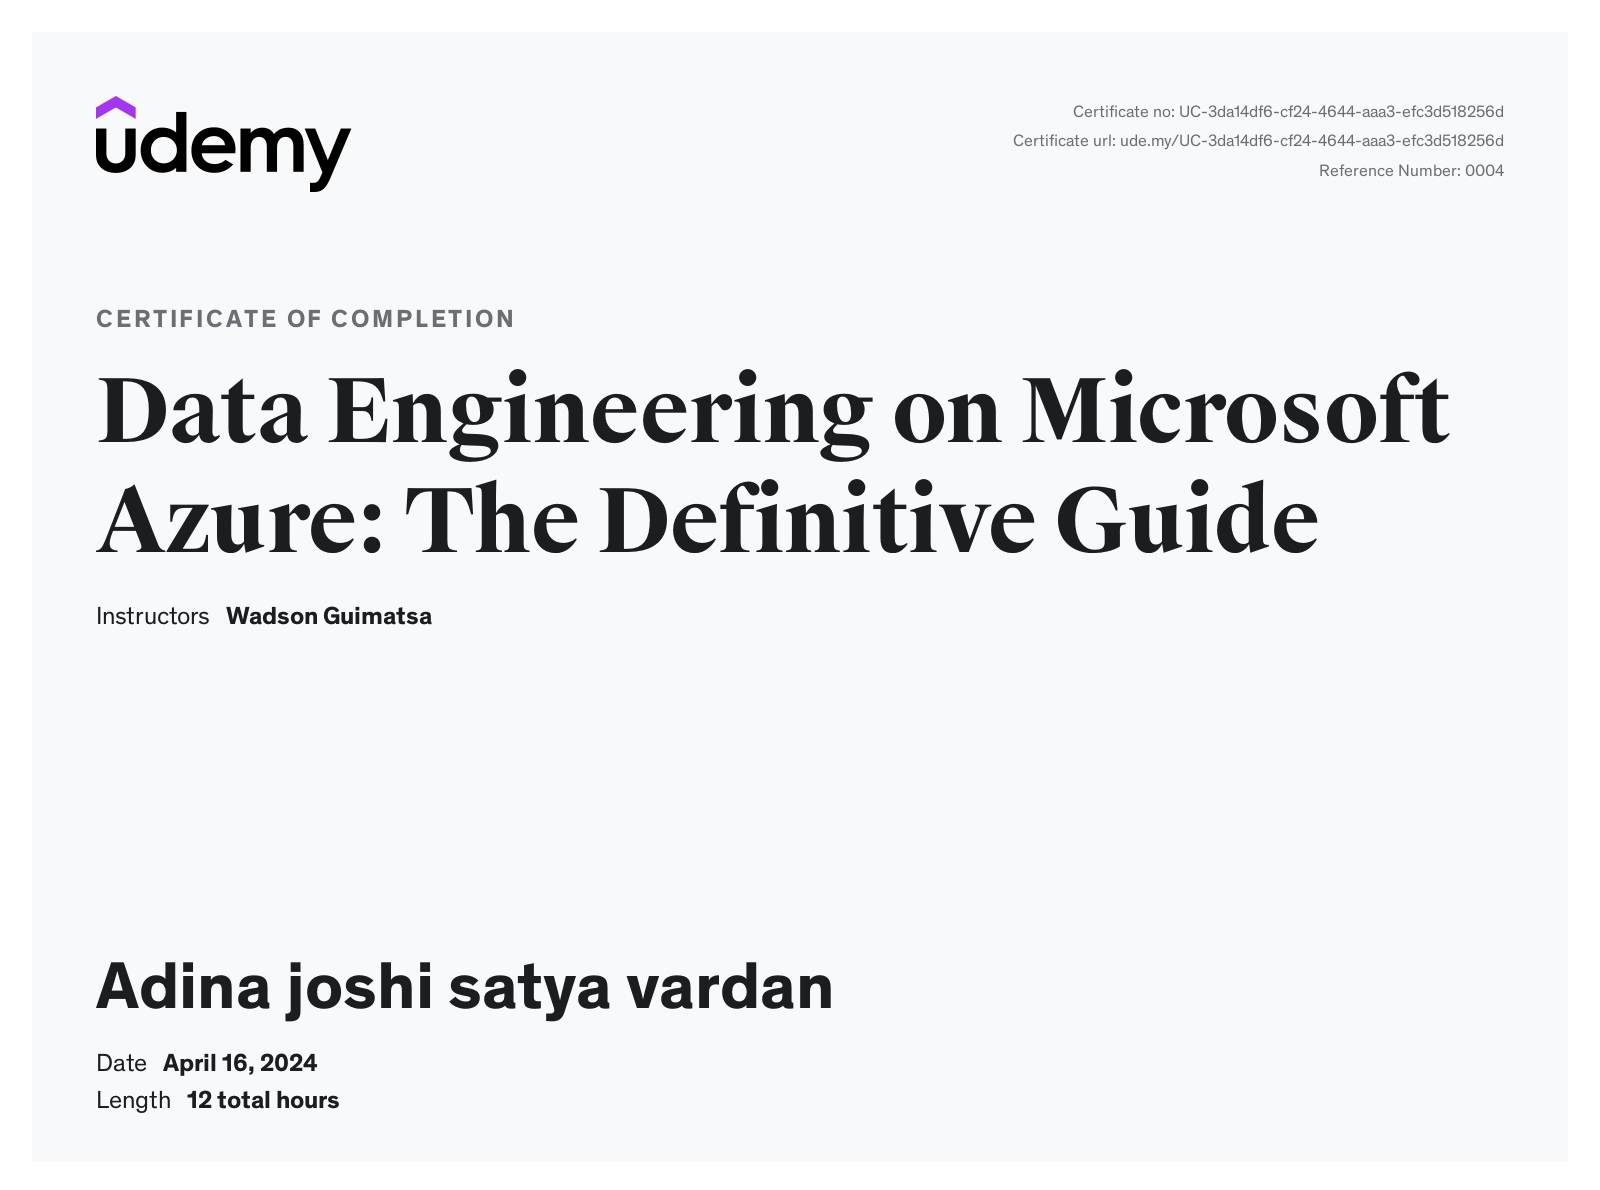 udemy
Certificate no: UC-3da14df6-cf24-4644-aaa3-efc3d518256d
Certificate url: ude.my/UC-3da14df6-cf24-4644-aaa3-efc3d518256d
Reference Number: 0004
CERTIFICATE OF COMPLETION
Data Engineering on Microsoft
Azure: The Definitive Guide
Instructors Wadson Guimatsa
Adina joshi satya vardan
Date April 16, 2024
Length 12 total hours